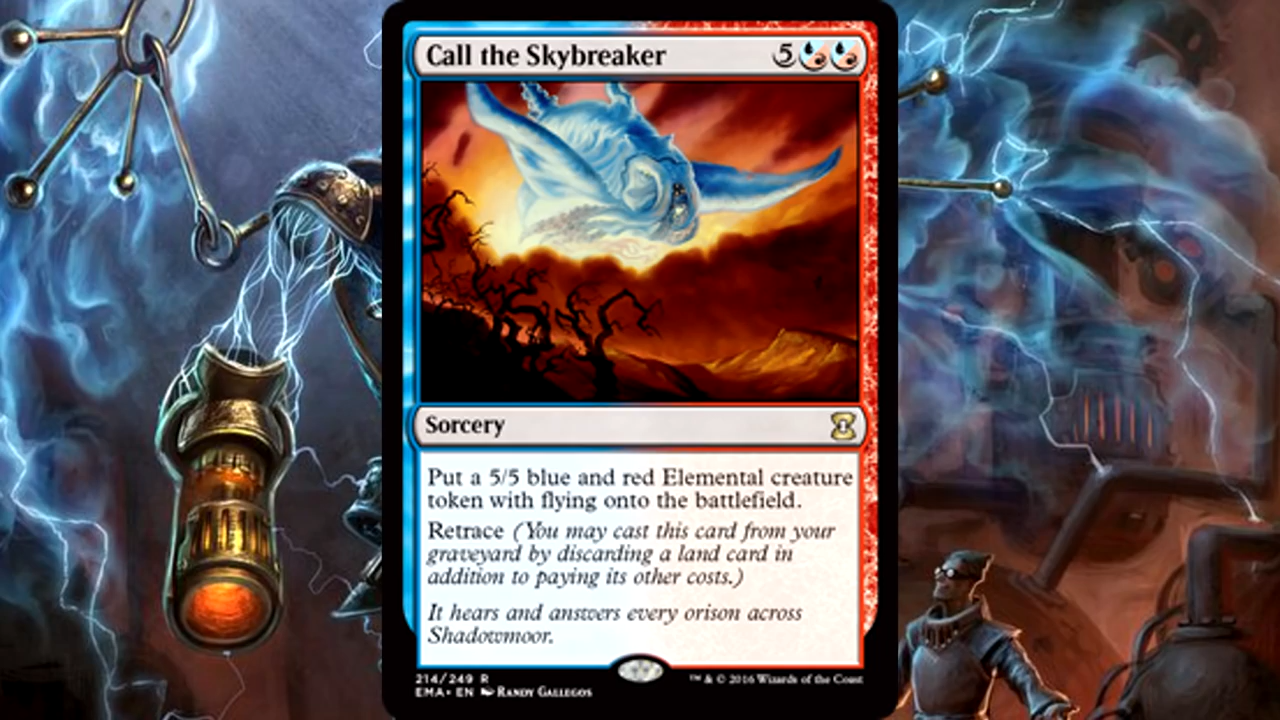 Call the Skybreaker 5
Sorcery
Put a 5/5 blue and red Elemental creature
token with flying onto the battlefield.
Retrace (You may cast this card from your
graveyard by discarding a land card in
addition to paying its other costs.)
It hears and answers every orison across
Shadowmoor.
214/249 R
EMA • EN Randy Gallegos
™ & © 2016 Wizards of the Coast